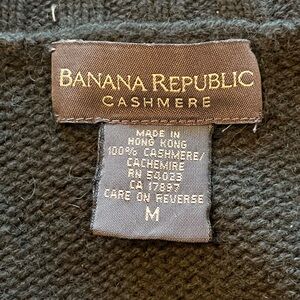 BANANA REPUBLIC
CASHMERE
MADE IN
HONG KONG
100% CASHMERE/
CACHEMIRE
RN 54023
CA 17897
CARE ON REVERSE
M